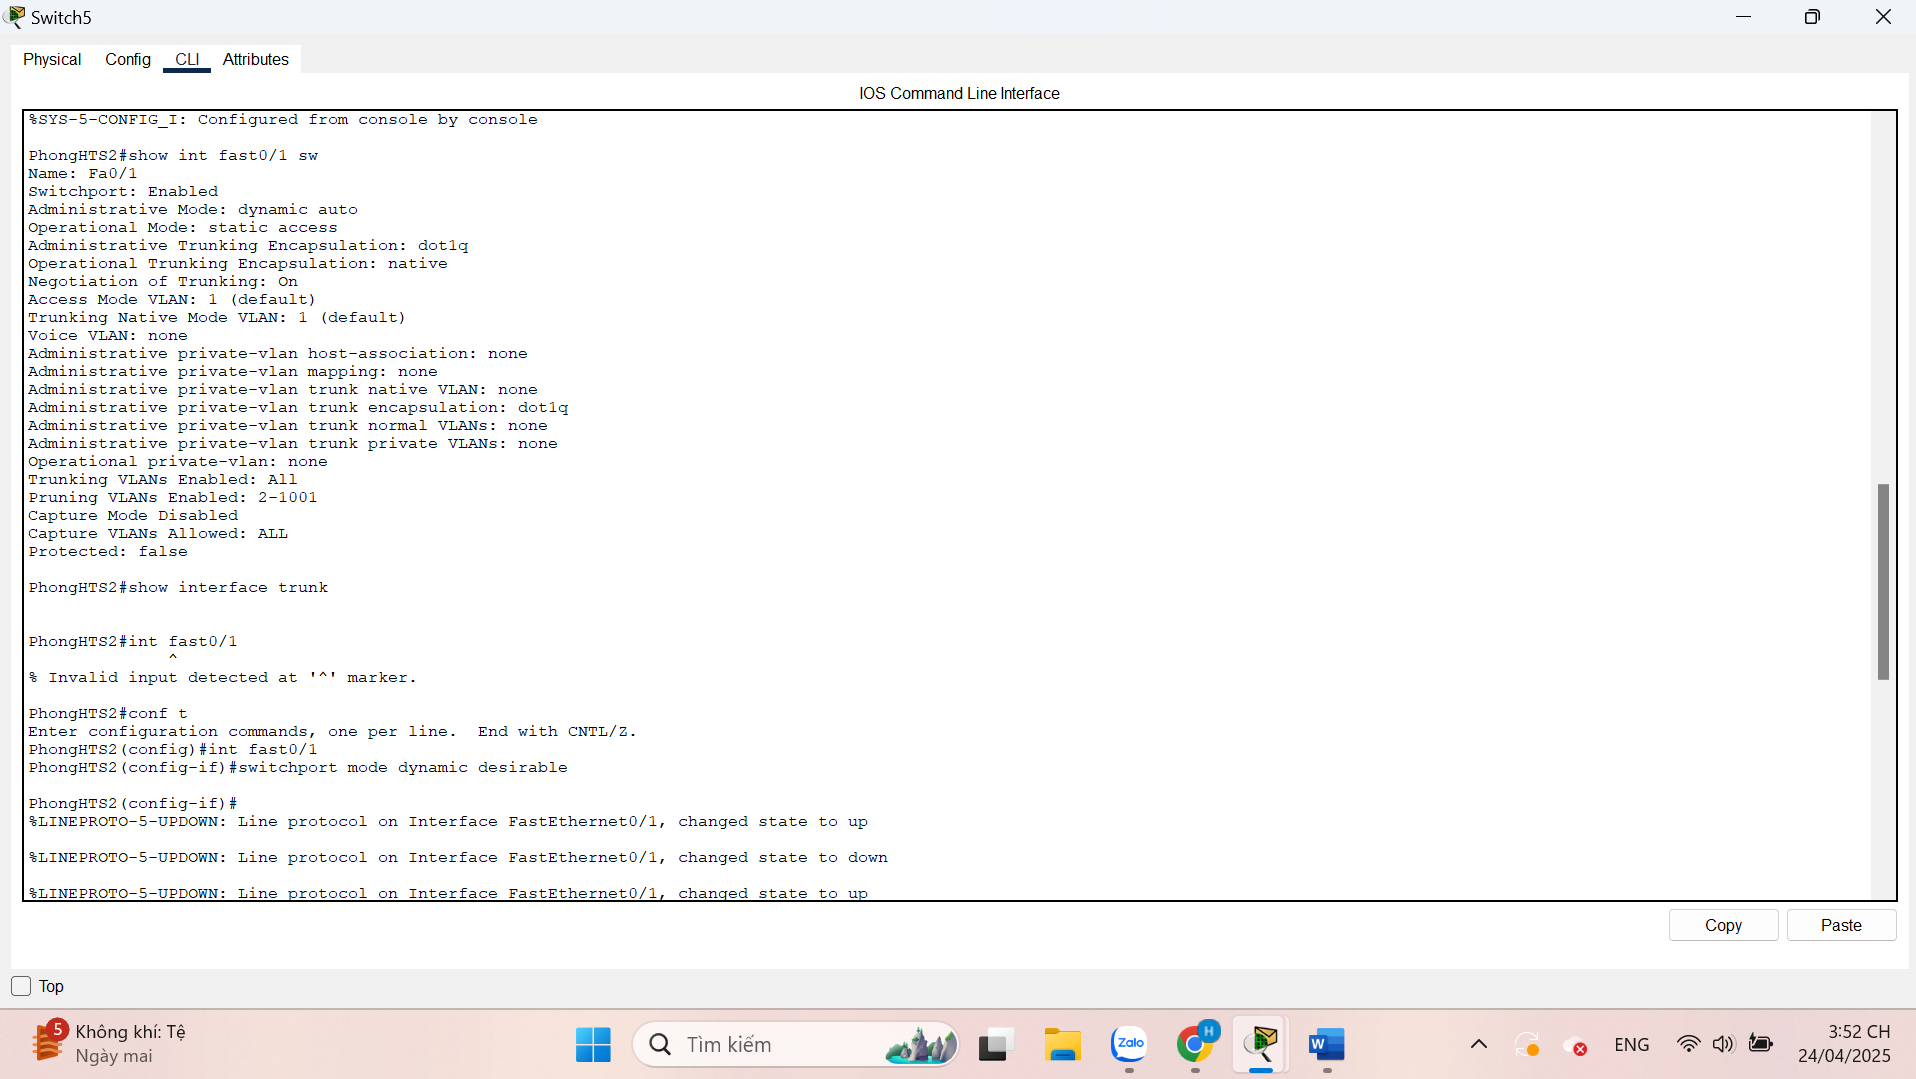 Switch5
Physical Config CLI Attributes
IOS Command Line Interface
%SYS-5-CONFIG_I: Configured from console by console
PhongHTS2#show int fast0/1 sw
Name: Fa0/1
Switchport: Enabled
Administrative Mode: dynamic auto
Operational Mode: static access
Administrative Trunking Encapsulation: dot1q
Operational Trunking Encapsulation: native
Negotiation of Trunking: On
Access Mode VLAN: 1 (default)
Trunking Native Mode VLAN: 1 (default)
Voice VLAN: none
Administrative private-vlan host-association: none
Administrative private-vlan mapping: none
Administrative private-vlan trunk native VLAN: none
Administrative private-vlan trunk encapsulation: dot1q
Administrative private-vlan trunk normal VLANs: none
Administrative private-vlan trunk private VLANs: none
Operational private-vlan: none
Trunking VLANs Enabled: All
Pruning VLANs Enabled: 2-1001
Capture Mode Disabled
Capture VLANs Allowed: ALL
Protected: false
PhongHTS2#show interface trunk
PhongHTS2#int fast0/1
^
% Invalid input detected at '^' marker.
PhongHTS2#conf t
Enter configuration commands, one per line. End with CNTL/Z.
PhongHTS2(config)#int fast0/1
PhongHTS2(config-if)#switchport mode dynamic desirable
PhongHTS2(config-if)#
%LINEPROTO-5-UPDOWN: Line protocol on Interface FastEthernet0/1, changed state to up
%LINEPROTO-5-UPDOWN: Line protocol on Interface FastEthernet0/1, changed state to down
%LINEPROTO-5-UPDOWN: Line protocol on Interface FastEthernet0/1, changed state to up
Copy Paste
Top
5 Không khí: Tệ
Ngày mai
Tìm kiếm
Zalo
H
W
ENG
3:52 CH
24/04/2025